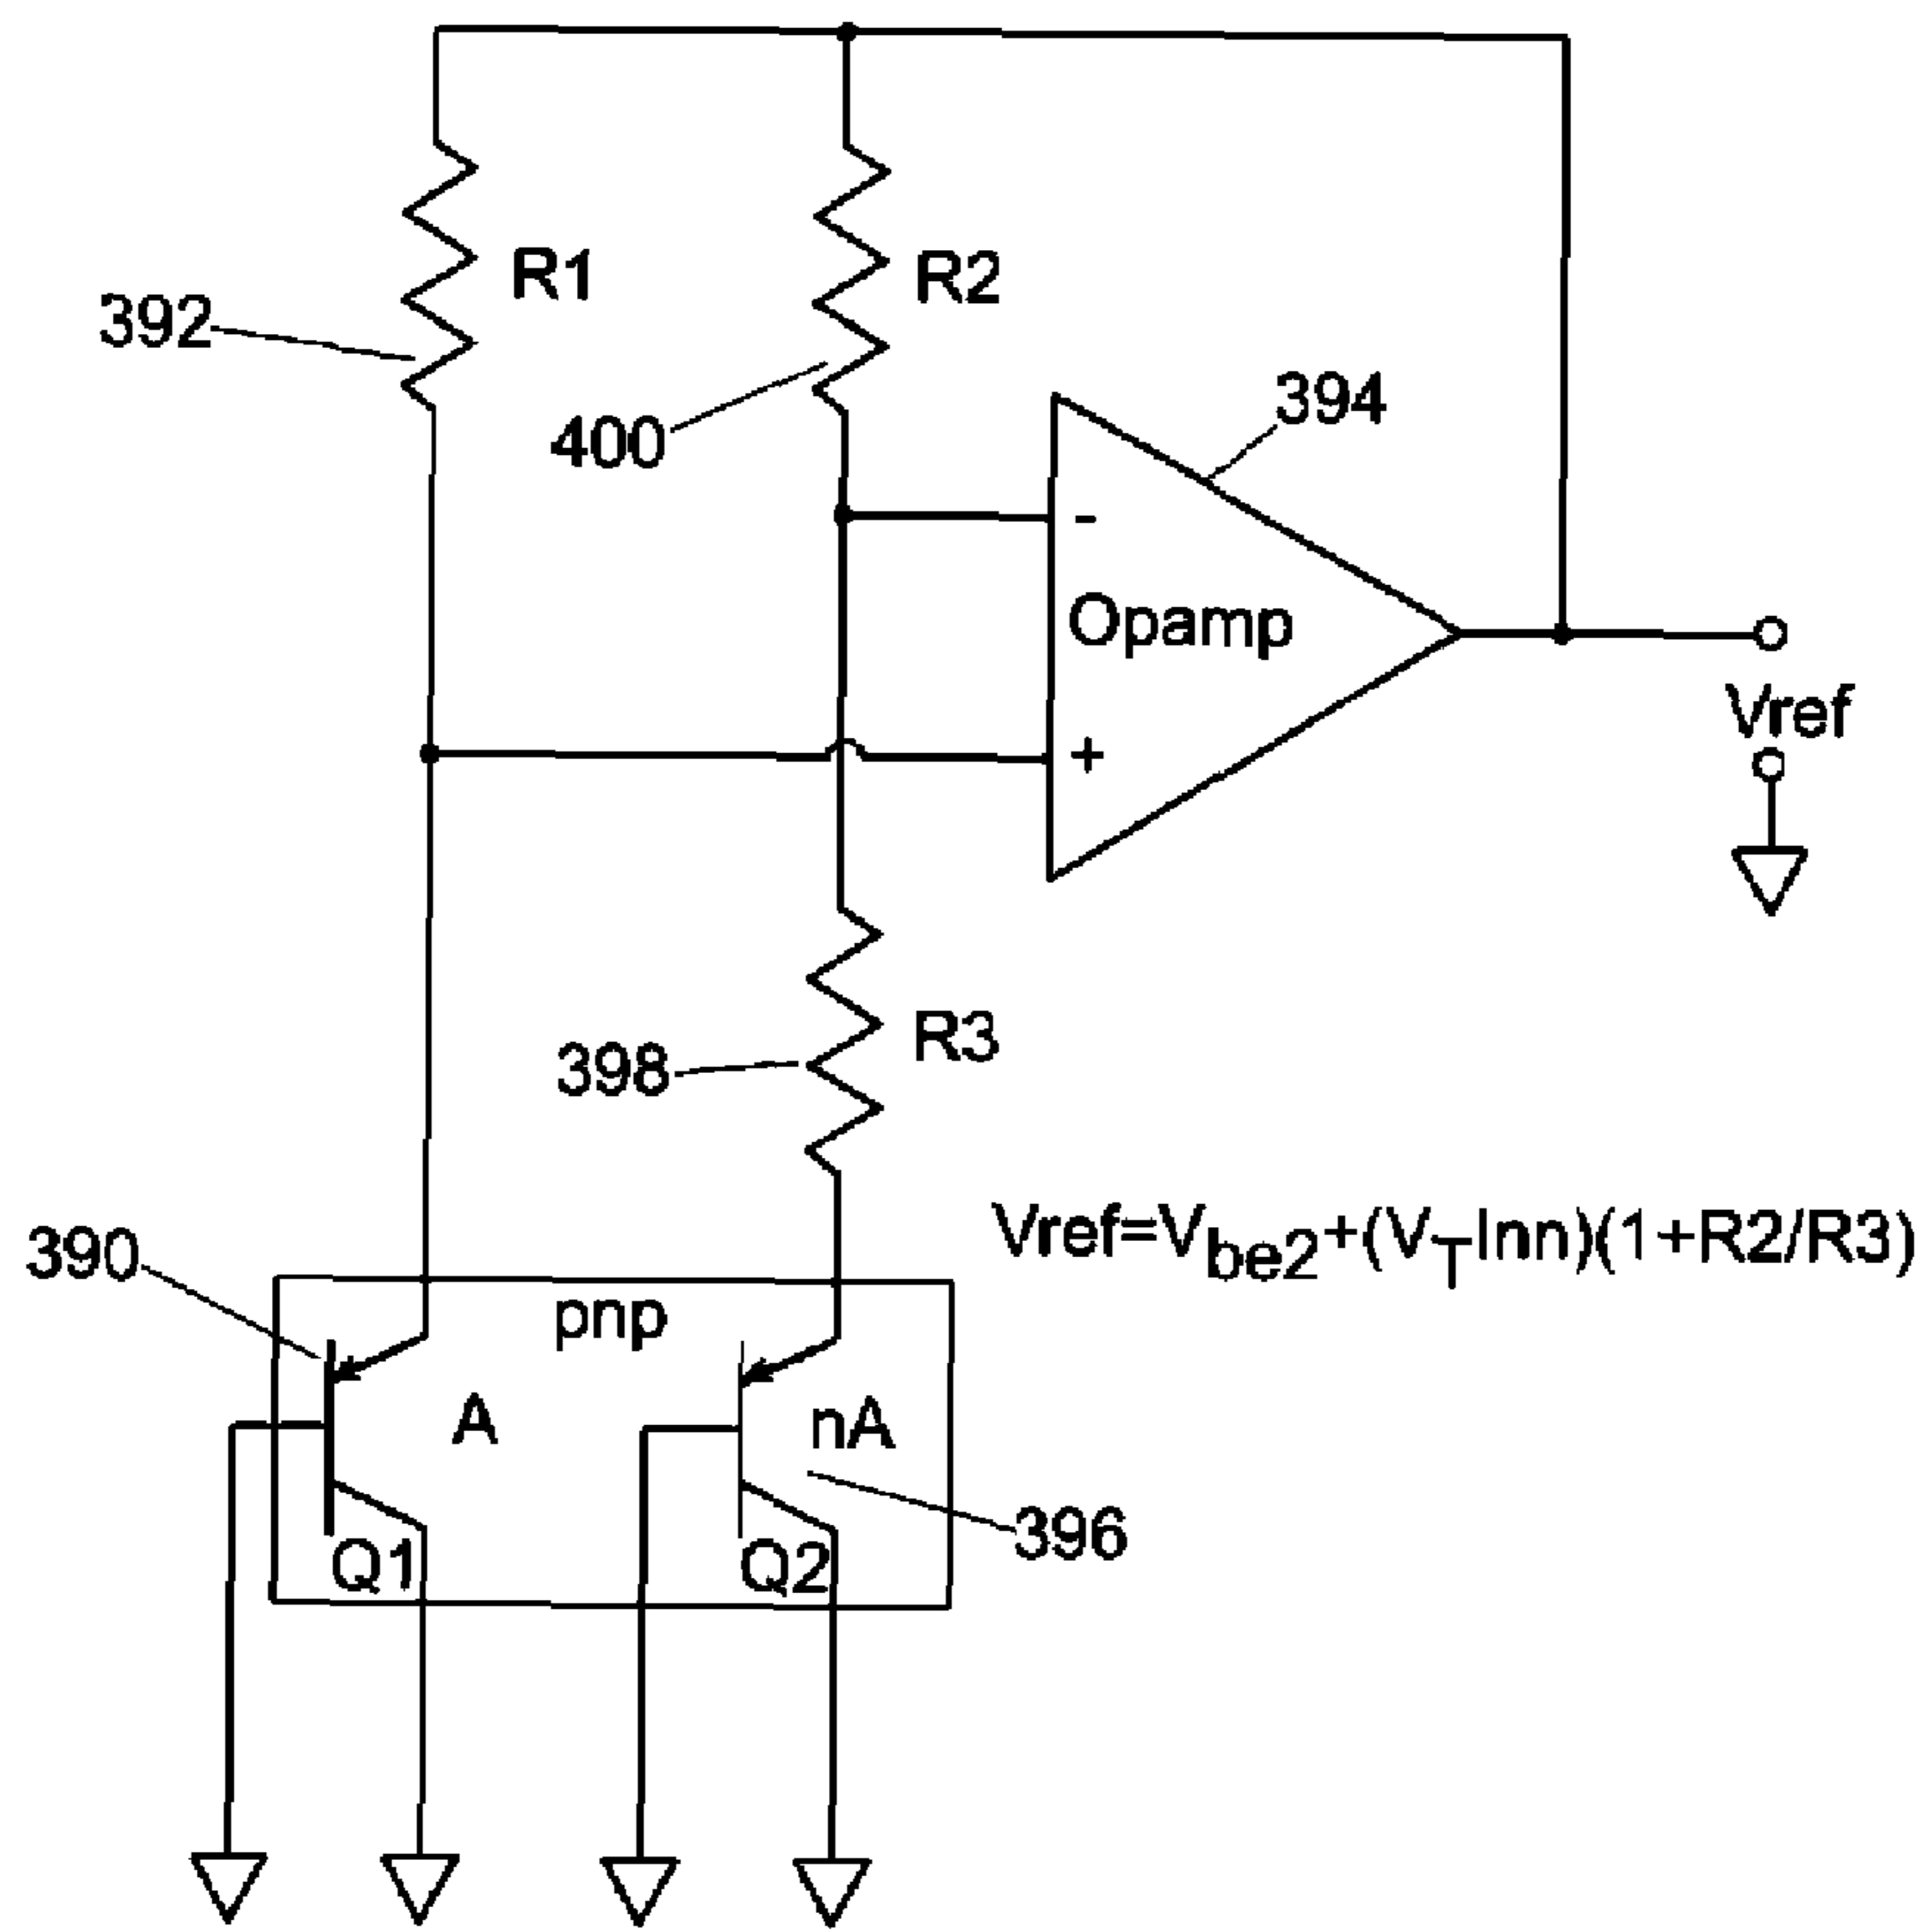 R1
R2
392
394
400
-
Opamp
Vref
+
R3
398
Vref=Vbe2+(VTlnn)(1+R2/R3)
390
pnp
A
nA
396
Q1
Q2